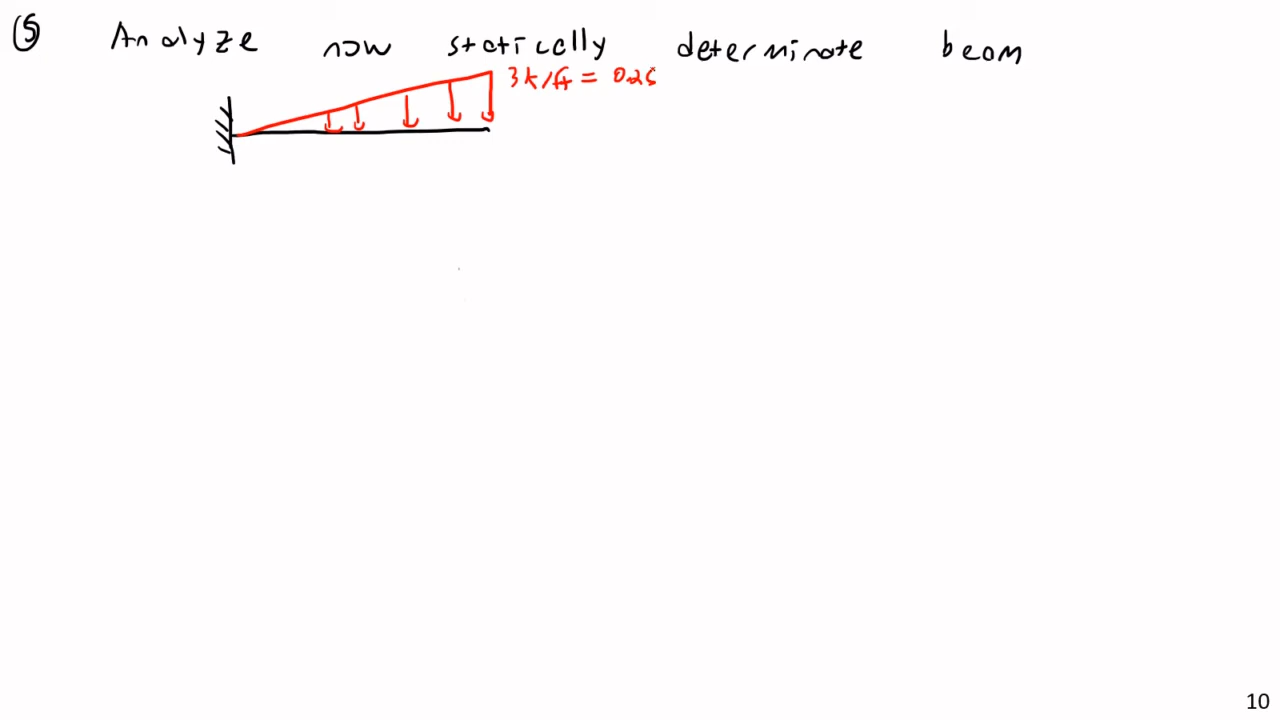 ⑤ Analyze now statically determinate beam
3k/ft = 0.25
10